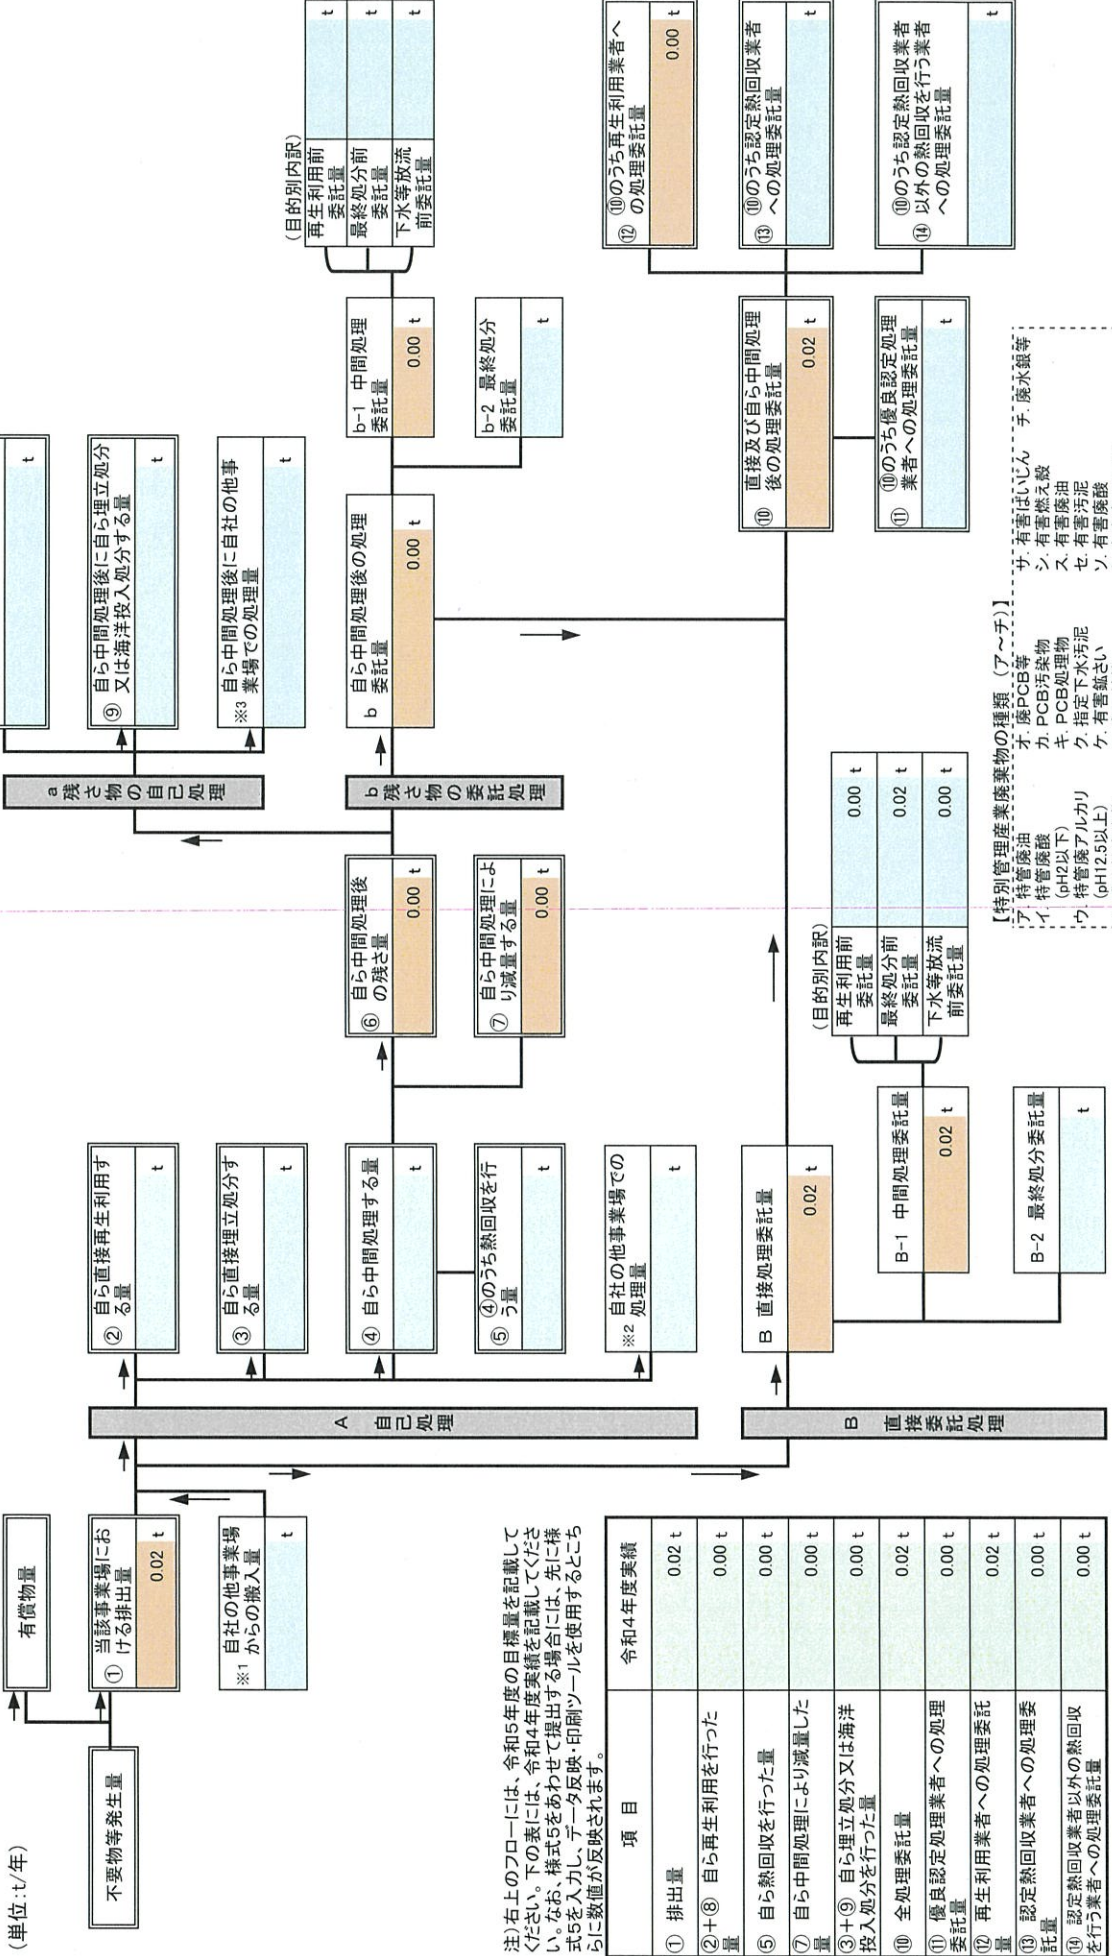 (単位:t/年)
不要物等発生量
有償物量
① 当該事業場にお
ける排出量
0.02 t
※1 自社の他事業場
からの搬入量
t
A 自己処理
② 自ら直接再生利用す
る量
t
③ 自ら直接埋立処分す
る量
t
④ 自ら中間処理する量
t
⑤ ④のうち熱回収を行
う量
t
※2 自社の他事業場での
処理量
t
⑥ 自ら中間処理後
の残さ量
0.00 t
⑦ 自ら中間処理によ
り減量する量
0.00 t
a 残さ物の自己処理
t
⑨ 自ら中間処理後に自ら埋立処分
又は海洋投入処分する量
t
※3 自ら中間処理後に自社の他事
業場での処理量
t
b 残さ物の委託処理
b 自ら中間処理後の処理
委託量
0.00 t
b-1 中間処理
委託量
0.00 t
b-2 最終処分
委託量
t
(目的別内訳)
再生利用前
委託量
t
最終処分前
委託量
t
下水等放流
前委託量
t
B 直接委託処理
B 直接処理委託量
0.02 t
B-1 中間処理委託量
0.02 t
B-2 最終処分委託量
t
(目的別内訳)
再生利用前
委託量
0.00 t
最終処分前
委託量
0.02 t
下水等放流
前委託量
0.00 t
⑩ 直接及び自ら中間処理
後の処理委託量
0.02 t
⑪ ⑩のうち優良認定処理
業者への処理委託量
t
⑫ ⑩のうち再生利用業者へ
の処理委託量
0.00 t
⑬ ⑩のうち認定熱回収業者
への処理委託量
t
⑭ ⑩のうち認定熱回収業者
以外の熱回収を行う業者
への処理委託量
t
注)右上のフローには、令和5年度の目標量を記載して
ください。下の表には、令和4年度実績を記載してくださ
い。なお、様式5をあわせて提出する場合には、先に様
式5を入力し、データ反映・印刷ツールを使用するところ
らに数値が反映されます。
項 目 令和4年度実績
① 排出量 0.02 t
②+⑧ 自ら再生利用を行った
量 0.00 t
⑤ 自ら熱回収を行った量 0.00 t
⑦ 自ら中間処理により減量した
量 0.00 t
③+⑨ 自ら埋立処分又は海洋
投入処分を行った量 0.00 t
⑩ 全処理委託量 0.02 t
⑪ 優良認定処理業者への処理
委託量 0.00 t
⑫ 再生利用業者への処理委託
量 0.02 t
⑬ 認定熱回収業者への処理委
託量 0.00 t
⑭ 認定熱回収業者以外の熱回収
を行う業者への処理委託量 0.00 t
【特別管理産業廃棄物の種類 (ア~チ)】
ア. 特管廃油
イ. 特管廃酸
(pH2以下)
ウ. 特管廃アルカリ
(pH12.5以上)
オ. 廃PCB等
カ. PCB汚染物
キ. PCB処理物
ク. 指定下水汚泥
ケ. 有害鉱さい
サ. 有害ばいじん
シ. 有害燃え殻
ス. 有害廃油
セ. 有害汚泥
ソ. 有害廃酸
チ. 廃水銀等